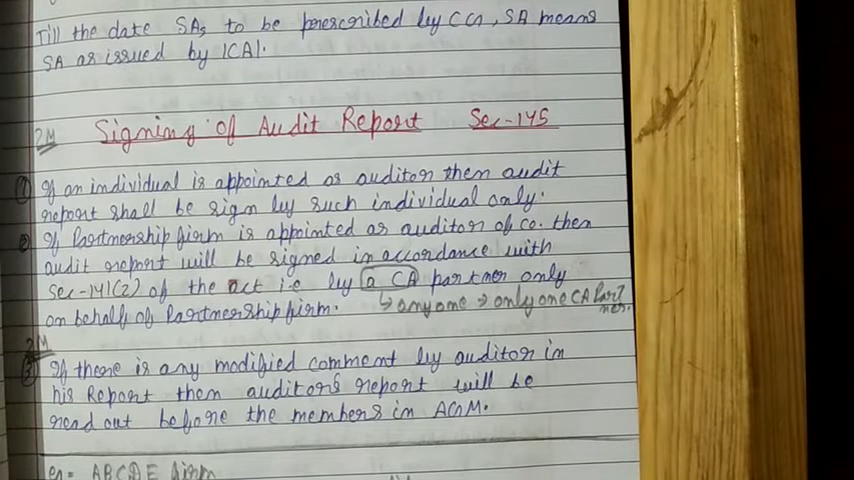 Till the date SAs to be prescribed by CG, SA means
SA as issued by ICAI.
2M Signing of Audit Report Sec-145
① If an individual is appointed as auditor then audit
report shall be sign by such individual only.
② If Partnership firm is appointed as auditor of co. then
audit report will be signed in accordance with
Sec-141(2) of the act i.e by a CA partner only
↳ anyone → only one CA Partner.
on behalf of Partnership firm.
2M
③ If there is any modified comment by auditor in
his Report then auditors report will be
read out before the members in AGM.
eg= ABCDE firm